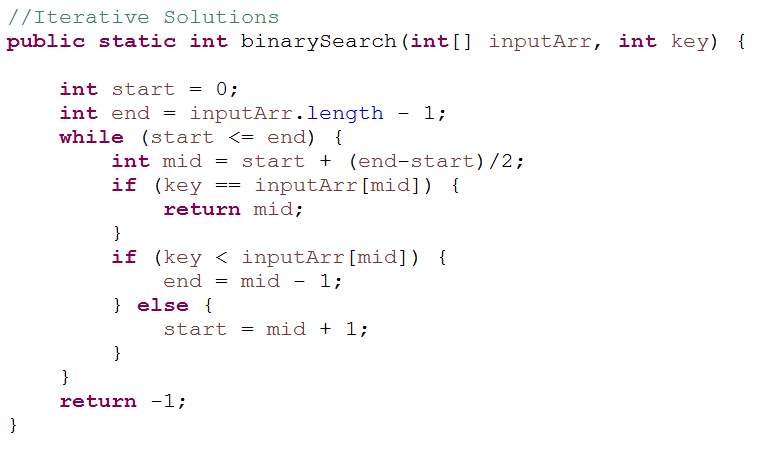 //Iterative Solutions
public static int binarySearch(int[] inputArr, int key) {
    int start = 0;
    int end = inputArr.length - 1;
    while (start <= end) {
        int mid = start + (end-start)/2;
        if (key == inputArr[mid]) {
            return mid;
        }
        if (key < inputArr[mid]) {
            end = mid - 1;
        } else {
            start = mid + 1;
        }
    }
    return -1;
}